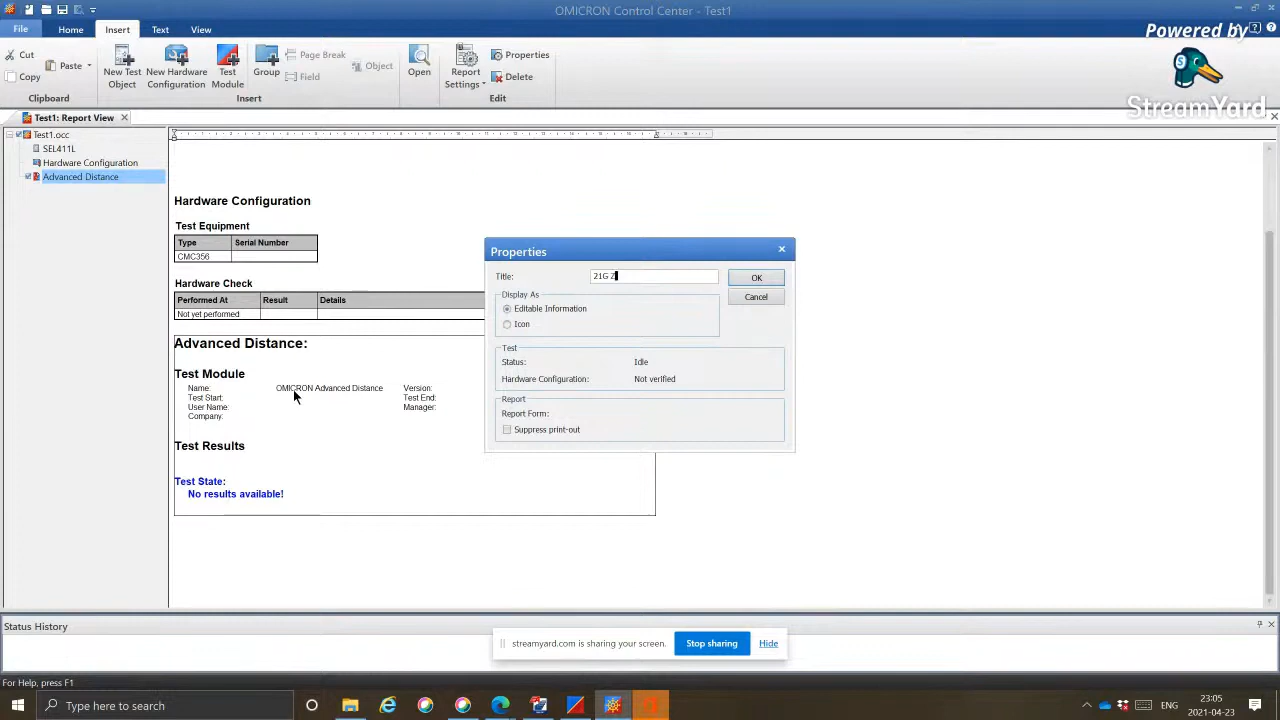 OMICRON Control Center - Test1
File
Home
Insert
Text
View
Powered by
Cut
Copy
Paste
Clipboard
New Test Object
New Hardware Configuration
Test Module
Group
Page Break
Field
Object
Insert
Open
Report Settings
Properties
Delete
Edit
StreamYard
Test1: Report View
Test1.occ
SEL411L
Hardware Configuration
Advanced Distance
Hardware Configuration
Test Equipment
Type Serial Number
CMC356
Hardware Check
Performed At Result Details
Not yet performed
Advanced Distance:
Test Module
Name: OMICRON Advanced Distance Version:
Test Start: Test End:
User Name: Manager:
Company:
Test Results
Test State:
No results available!
Properties
Title: 21G Z
OK
Display As
Cancel
Editable Information
Icon
Test
Status: Idle
Hardware Configuration: Not verified
Report
Report Form:
Suppress print-out
Status History
streamyard.com is sharing your screen. Stop sharing Hide
For Help, press F1
Type here to search
ENG
23:05
2021-04-23